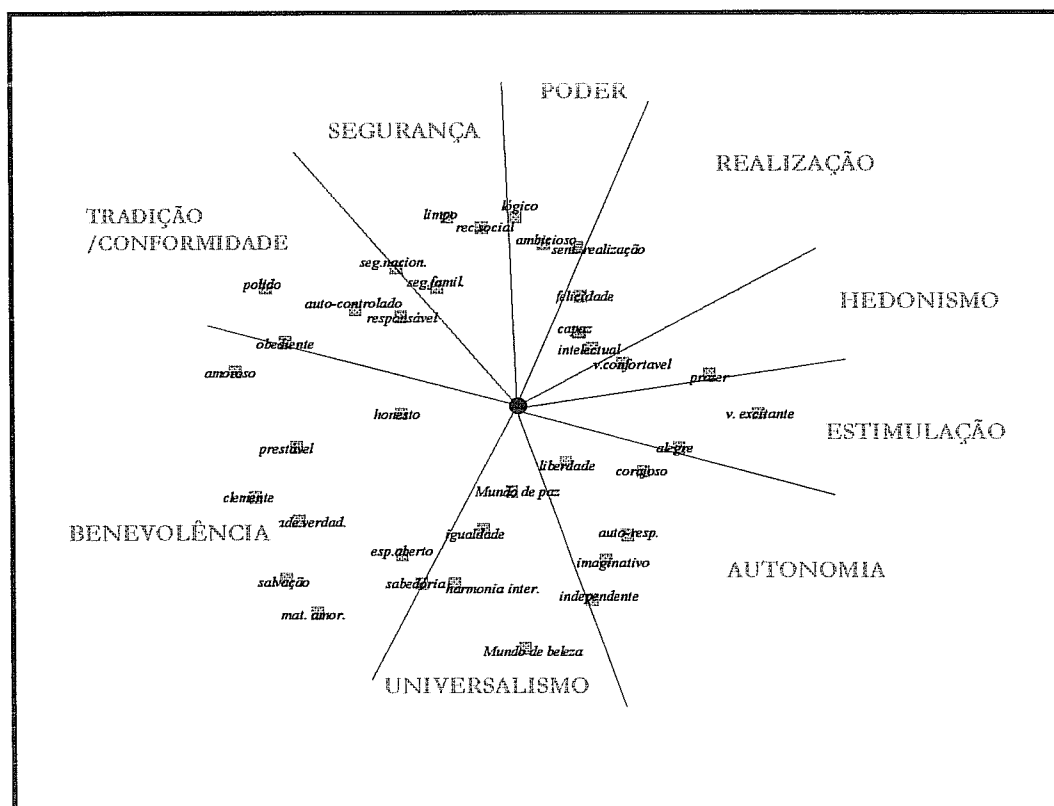 PODER
SEGURANÇA
REALIZAÇÃO
TRADIÇÃO
/CONFORMIDADE
limpo
rec.social
lógico
ambicioso
sent.realização
seg.nacion.
seg.famil.
polido
auto-controlado
responsável
felicidade
HEDONISMO
capaz
intelectual
v.confortavel
obediente
amoroso
prazer
honesto
v. excitante
ESTIMULAÇÃO
prestável
alegre
liberdade
corajoso
clemente
Mundo de paz
BENEVOLÊNCIA
igualdade
auto-resp.
esp.aberto
imaginativo
AUTONOMIA
salvação
sabedoria
harmonia inter.
independente
mat. amor.
Mundo de beleza
UNIVERSALISMO